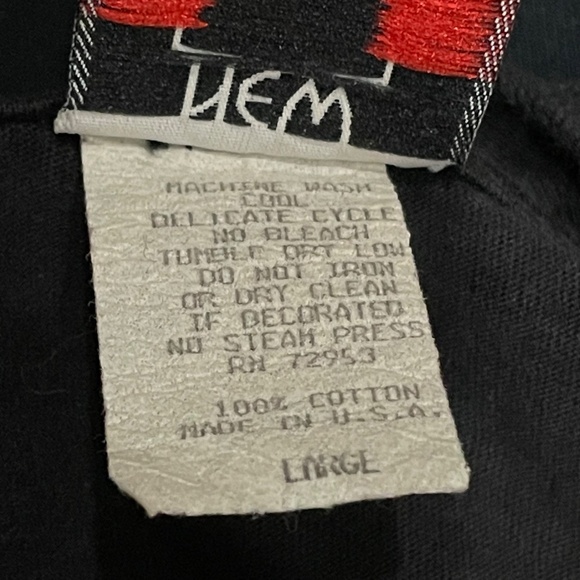 MACHINE WASH
COOL
DELICATE CYCLE
NO BLEACH
TUMBLE DRY LOW
DO NOT IRON
OR DRY CLEAN
IF DECORATED
NO STEAM PRESS
RN 72953
100% COTTON
MADE IN U.S.A.
LARGE